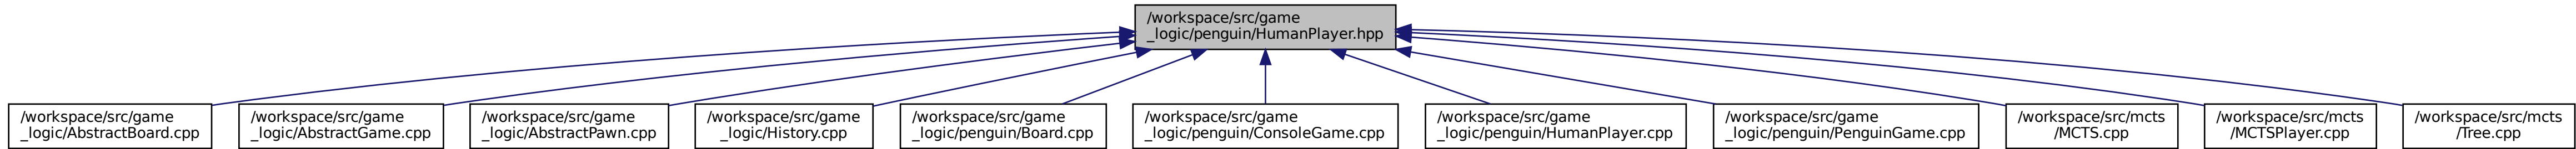 /workspace/src/game
_logic/penguin/HumanPlayer.hpp
/workspace/src/game
_logic/AbstractBoard.cpp
/workspace/src/game
_logic/AbstractGame.cpp
/workspace/src/game
_logic/AbstractPawn.cpp
/workspace/src/game
_logic/History.cpp
/workspace/src/game
_logic/penguin/Board.cpp
/workspace/src/game
_logic/penguin/ConsoleGame.cpp
/workspace/src/game
_logic/penguin/HumanPlayer.cpp
/workspace/src/game
_logic/penguin/PenguinGame.cpp
/workspace/src/mcts
/MCTS.cpp
/workspace/src/mcts
/MCTSPlayer.cpp
/workspace/src/mcts
/Tree.cpp